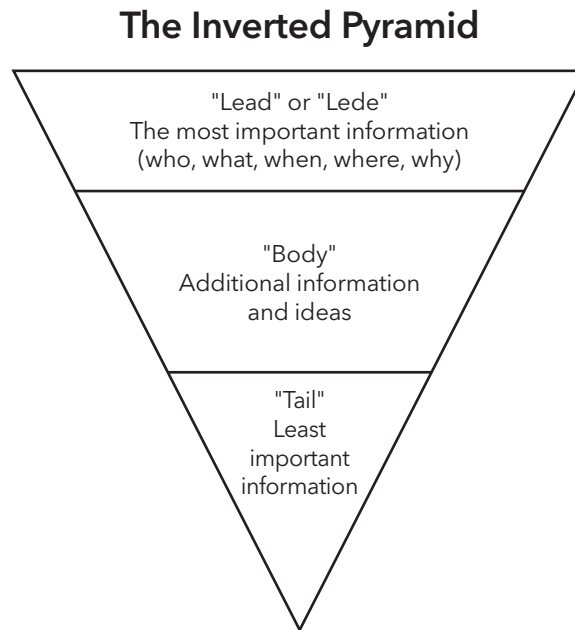 The Inverted Pyramid
"Lead" or "Lede"
The most important information
(who, what, when, where, why)
"Body"
Additional information
and ideas
"Tail"
Least
important
information